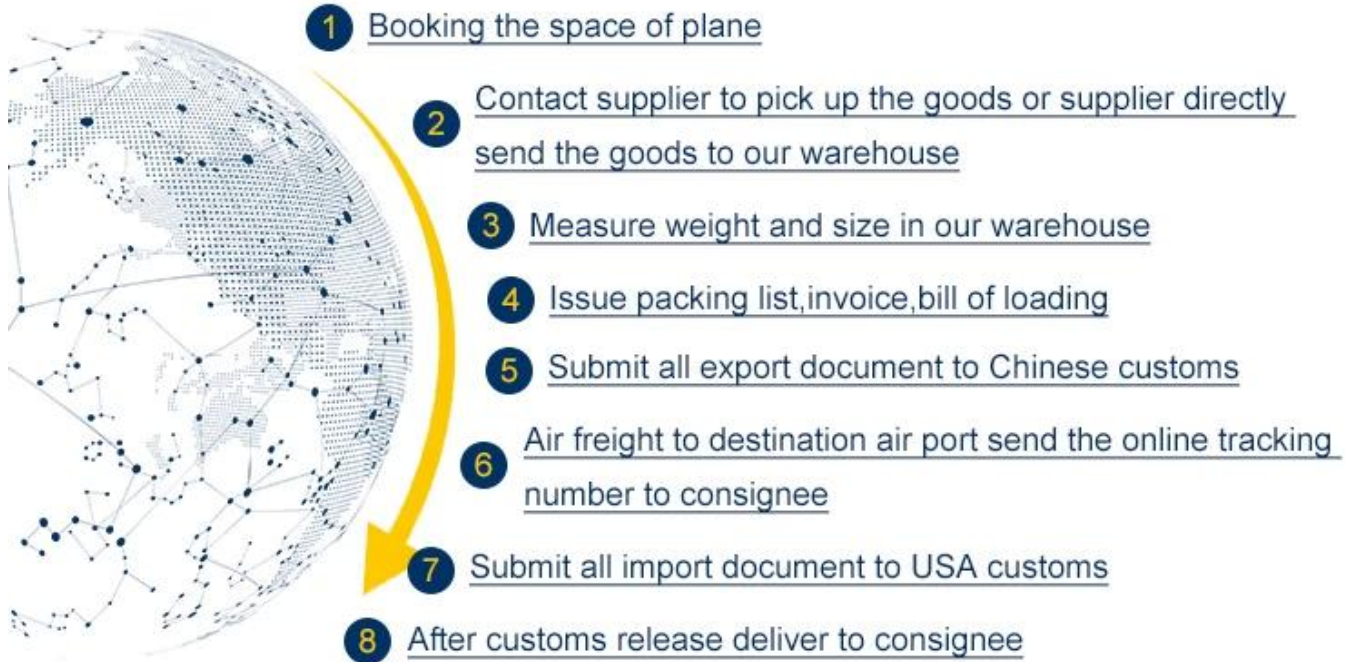 1 Booking the space of plane
2 Contact supplier to pick up the goods or supplier directly
send the goods to our warehouse
3 Measure weight and size in our warehouse
4 Issue packing list,invoice,bill of loading
5 Submit all export document to Chinese customs
6 Air freight to destination air port send the online tracking
number to consignee
7 Submit all import document to USA customs
8 After customs release deliver to consignee